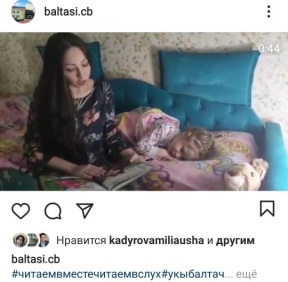 baltasi.cb
0:44
Нравится kadyrovamiliausha и другим
baltasi.cb
#читаемвместечитаемвслух#укыбалтач... ещё